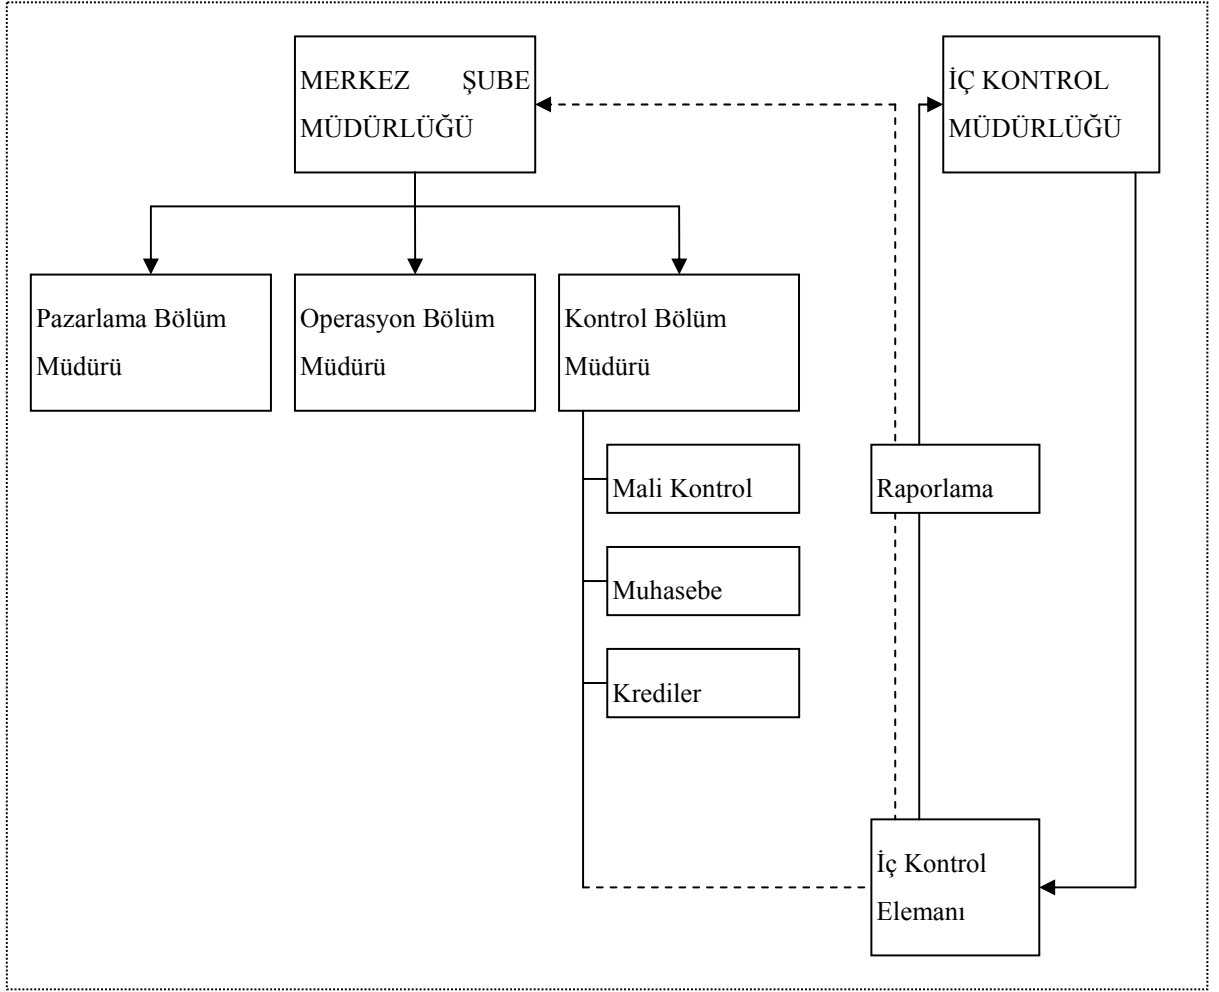 MERKEZ ŞUBE
MÜDÜRLÜĞÜ
İÇ KONTROL
MÜDÜRLÜĞÜ
Pazarlama Bölüm
Müdürü
Operasyon Bölüm
Müdürü
Kontrol Bölüm
Müdürü
Mali Kontrol
Raporlama
Muhasebe
Krediler
İç Kontrol
Elemanı